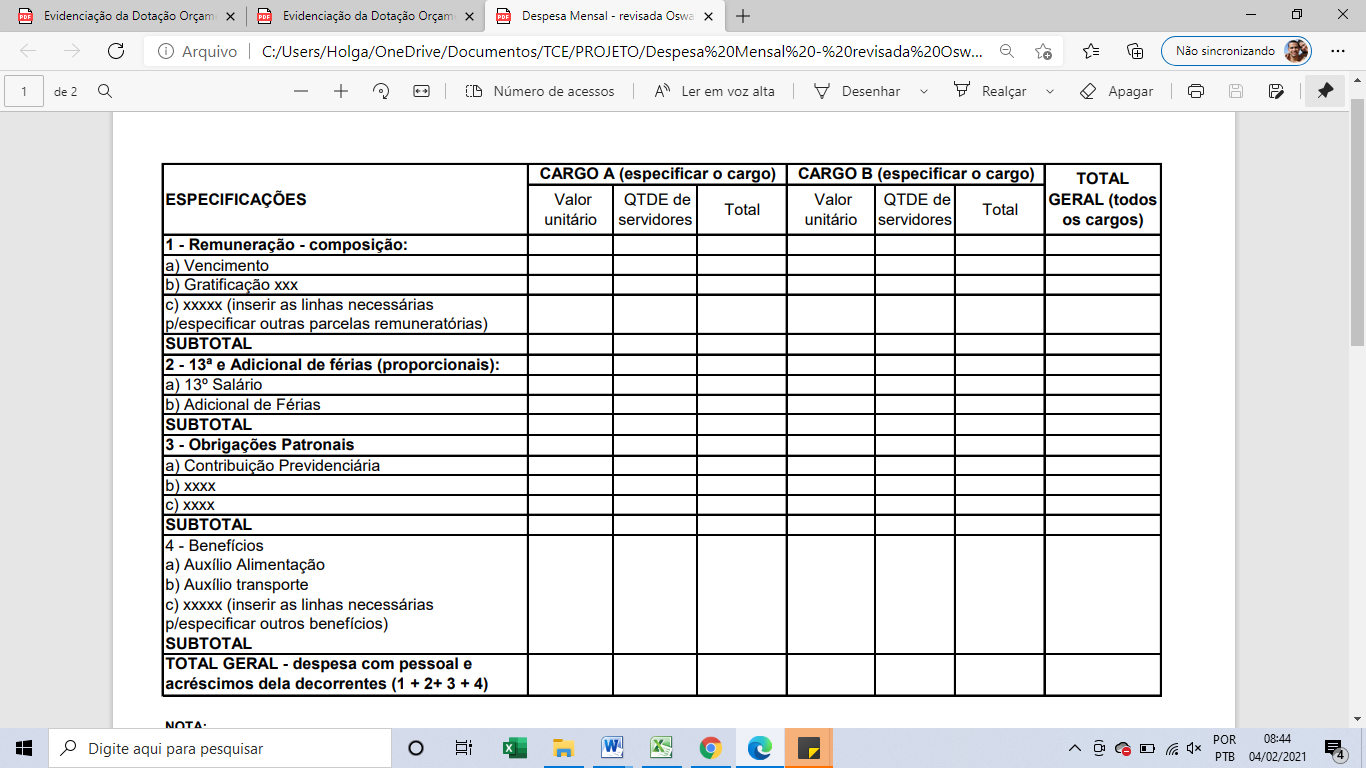 Evidenciação da Dotação Orçam
Evidenciação da Dotação Orçam
Despesa Mensal - revisada Oswa
Arquivo
C:/Users/Holga/OneDrive/Documentos/TCE/PROJETO/Despesa%20Mensal%20-%20revisada%20Osw...
Não sincronizando
1 de 2
Número de acessos
Ler em voz alta
Desenhar
Realçar
Apagar
ESPECIFICAÇÕES
CARGO A (especificar o cargo)
CARGO B (especificar o cargo)
TOTAL
GERAL (todos
os cargos)
Valor
unitário
QTDE de
servidores
Total
Valor
unitário
QTDE de
servidores
Total
1 - Remuneração - composição:
a) Vencimento
b) Gratificação xxx
c) xxxxx (inserir as linhas necessárias
p/especificar outras parcelas remuneratórias)
SUBTOTAL
2 - 13ª e Adicional de férias (proporcionais):
a) 13º Salário
b) Adicional de Férias
SUBTOTAL
3 - Obrigações Patronais
a) Contribuição Previdenciária
b) xxxx
c) xxxx
SUBTOTAL
4 - Benefícios
a) Auxílio Alimentação
b) Auxílio transporte
c) xxxxx (inserir as linhas necessárias
p/especificar outros benefícios)
SUBTOTAL
TOTAL GERAL - despesa com pessoal e
acréscimos dela decorrentes (1 + 2+ 3 + 4)
NOTA:
Digite aqui para pesquisar
POR
PTB
08:44
04/02/2021
4